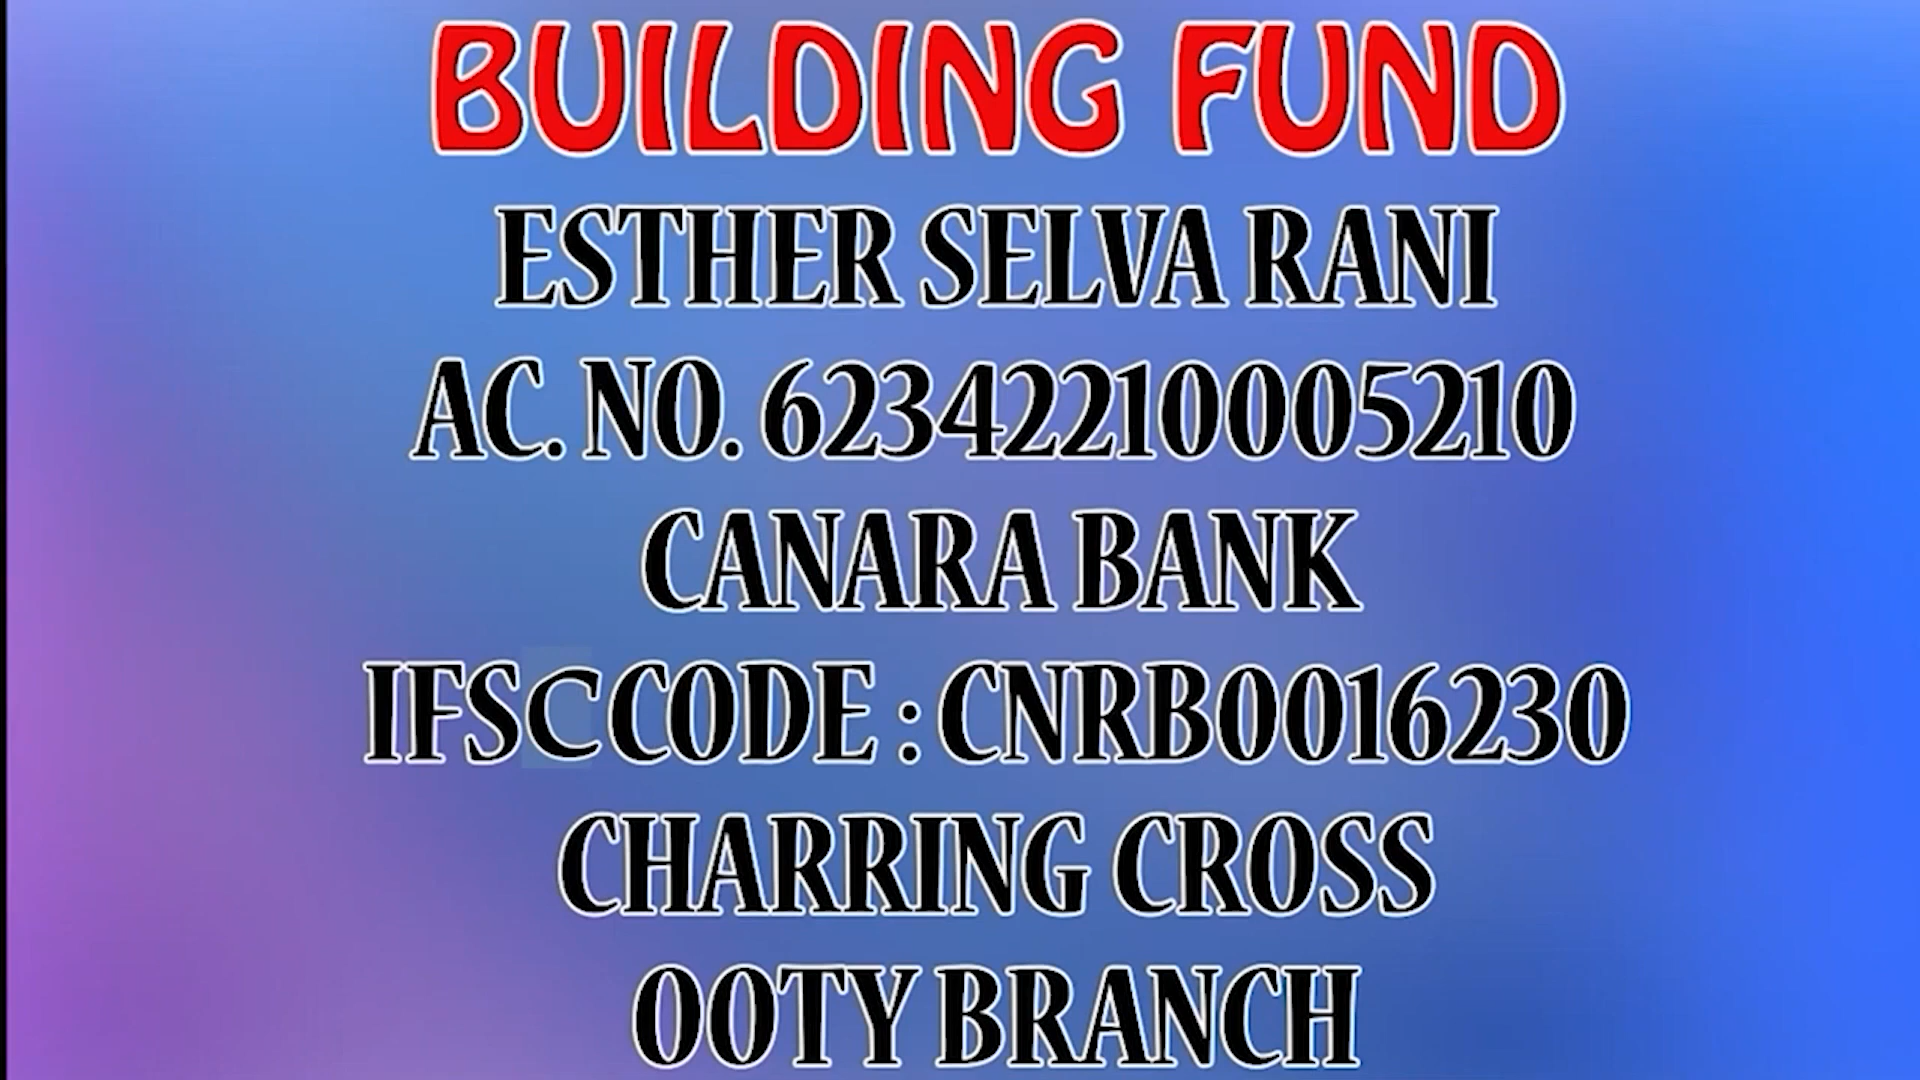 BUILDING FUND
ESTHER SELVA RANI
AC. NO. 62342210005210
CANARA BANK
IFSC CODE : CNRB0016230
CHARRING CROSS
OOTY BRANCH